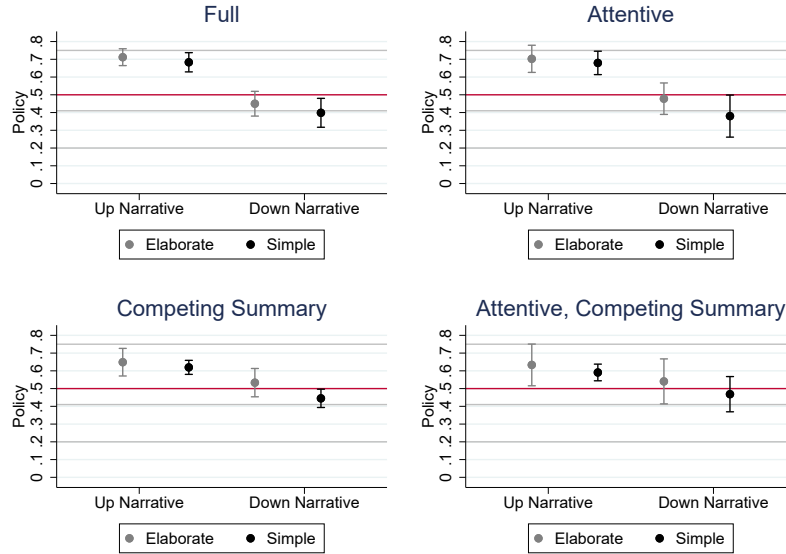 Full
Policy
0 .1 .2 .3 .4 .5 .6 .7 .8
Up Narrative Down Narrative
Elaborate Simple
Attentive
Policy
0 .1 .2 .3 .4 .5 .6 .7 .8
Up Narrative Down Narrative
Elaborate Simple
Competing Summary
Policy
0 .1 .2 .3 .4 .5 .6 .7 .8
Up Narrative Down Narrative
Elaborate Simple
Attentive, Competing Summary
Policy
0 .1 .2 .3 .4 .5 .6 .7 .8
Up Narrative Down Narrative
Elaborate Simple